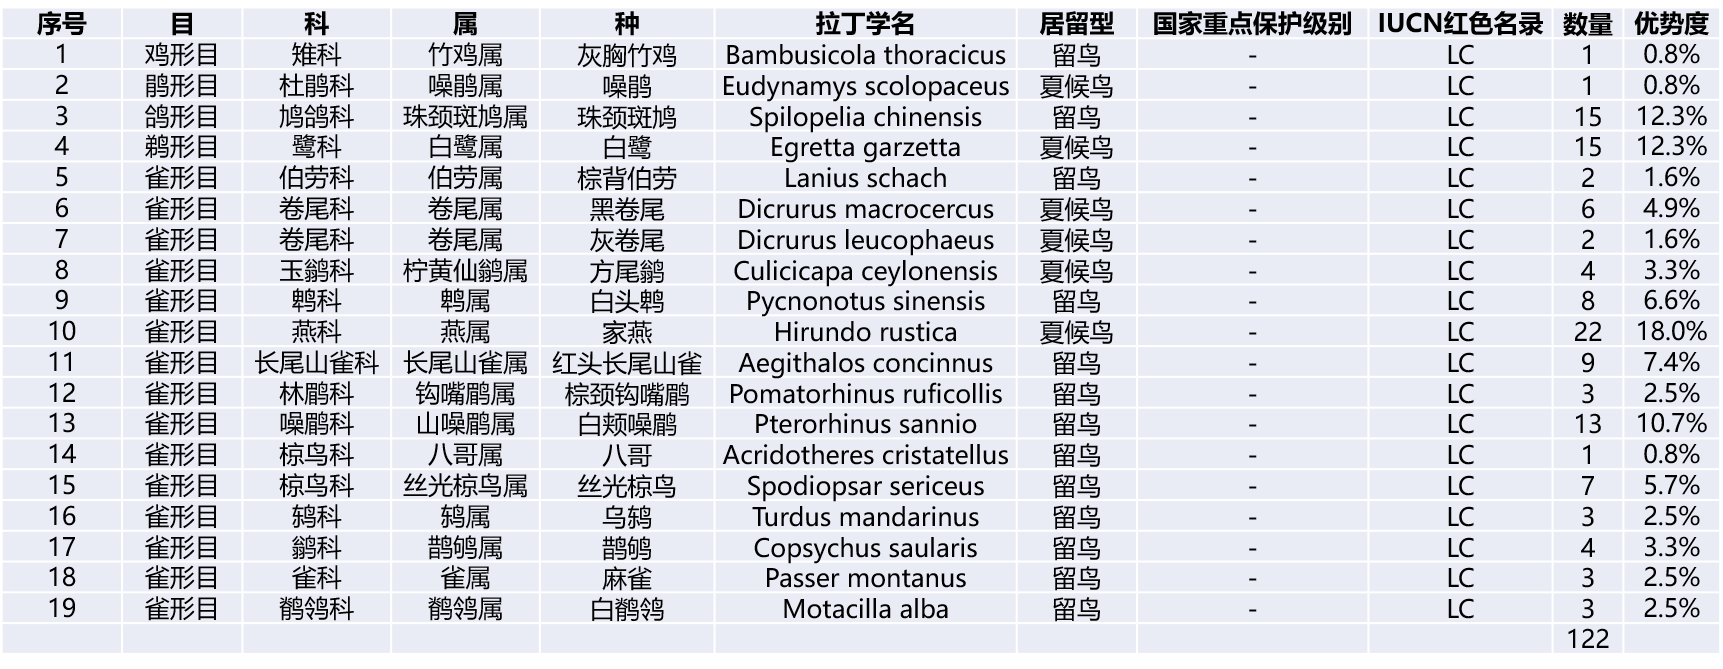 序号 目 科 属 种 拉丁学名 居留型 国家重点保护级别 IUCN红色名录 数量 优势度
1 鸡形目 雉科 竹鸡属 灰胸竹鸡 Bambusicola thoracicus 留鸟 - LC 1 0.8%
2 鹃形目 杜鹃科 噪鹃属 噪鹃 Eudynamys scolopaceus 夏候鸟 - LC 1 0.8%
3 鸽形目 鸠鸽科 珠颈斑鸠属 珠颈斑鸠 Spilopelia chinensis 留鸟 - LC 15 12.3%
4 鹈形目 鹭科 白鹭属 白鹭 Egretta garzetta 夏候鸟 - LC 15 12.3%
5 雀形目 伯劳科 伯劳属 棕背伯劳 Lanius schach 留鸟 - LC 2 1.6%
6 雀形目 卷尾科 卷尾属 黑卷尾 Dicrurus macrocercus 夏候鸟 - LC 6 4.9%
7 雀形目 卷尾科 卷尾属 灰卷尾 Dicrurus leucophaeus 夏候鸟 - LC 2 1.6%
8 雀形目 玉鹟科 柠黄仙鹟属 方尾鹟 Culicicapa ceylonensis 夏候鸟 - LC 4 3.3%
9 雀形目 鹎科 鹎属 白头鹎 Pycnonotus sinensis 留鸟 - LC 8 6.6%
10 雀形目 燕科 燕属 家燕 Hirundo rustica 夏候鸟 - LC 22 18.0%
11 雀形目 长尾山雀科 长尾山雀属 红头长尾山雀 Aegithalos concinnus 留鸟 - LC 9 7.4%
12 雀形目 林鹛科 钩嘴鹛属 棕颈钩嘴鹛 Pomatorhinus ruficollis 留鸟 - LC 3 2.5%
13 雀形目 噪鹛科 山噪鹛属 白颊噪鹛 Pterorhinus sannio 留鸟 - LC 13 10.7%
14 雀形目 椋鸟科 八哥属 八哥 Acridotheres cristatellus 留鸟 - LC 1 0.8%
15 雀形目 椋鸟科 丝光椋鸟属 丝光椋鸟 Spodiopsar sericeus 留鸟 - LC 7 5.7%
16 雀形目 鸫科 鸫属 乌鸫 Turdus mandarinus 留鸟 - LC 3 2.5%
17 雀形目 鹟科 鹊鸲属 鹊鸲 Copsychus saularis 留鸟 - LC 4 3.3%
18 雀形目 雀科 雀属 麻雀 Passer montanus 留鸟 - LC 3 2.5%
19 雀形目 鹡鸰科 鹡鸰属 白鹡鸰 Motacilla alba 留鸟 - LC 3 2.5%
122